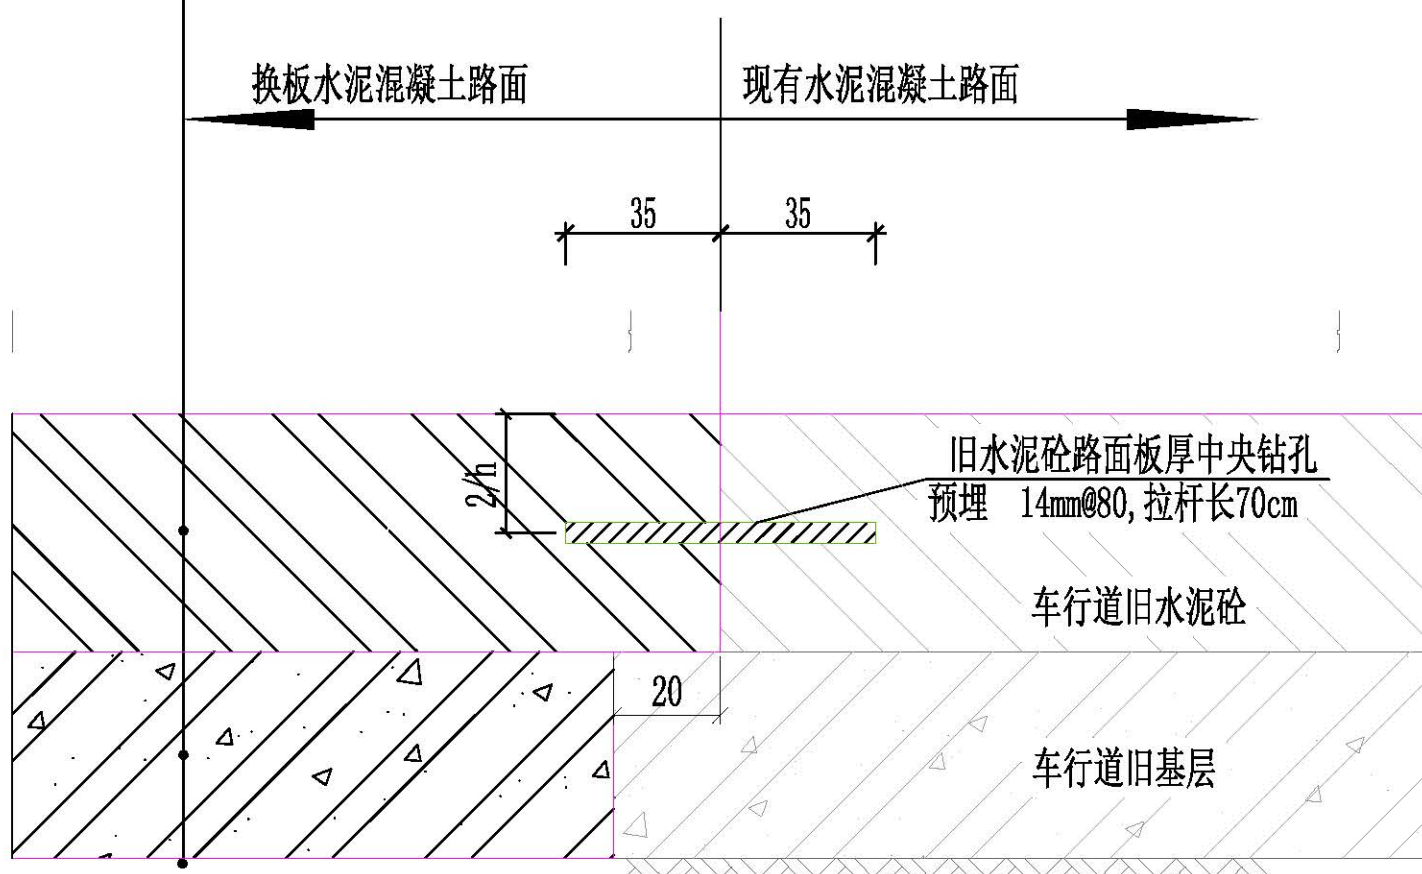 换板水泥混凝土路面
现有水泥混凝土路面
35
35
2/h
旧水泥砼路面板厚中央钻孔
预埋 14mm@80,拉杆长70cm
车行道旧水泥砼
20
车行道旧基层